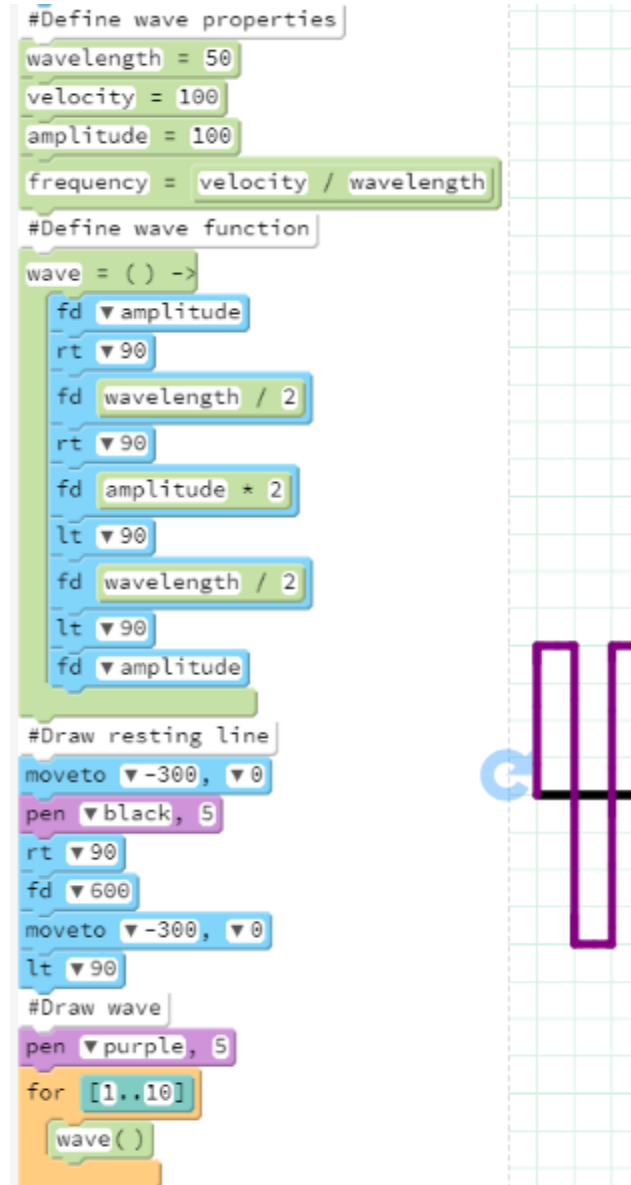 #Define wave properties
wavelength = 50
velocity = 100
amplitude = 100
frequency = velocity / wavelength
#Define wave function
wave = () ->
fd ▼amplitude
rt ▼90
fd wavelength / 2
rt ▼90
fd amplitude * 2
lt ▼90
fd wavelength / 2
lt ▼90
fd ▼amplitude
#Draw resting line
moveto ▼-300, ▼0
pen ▼black, 5
rt ▼90
fd ▼600
moveto ▼-300, ▼0
lt ▼90
#Draw wave
pen ▼purple, 5
for [1..10]
wave()